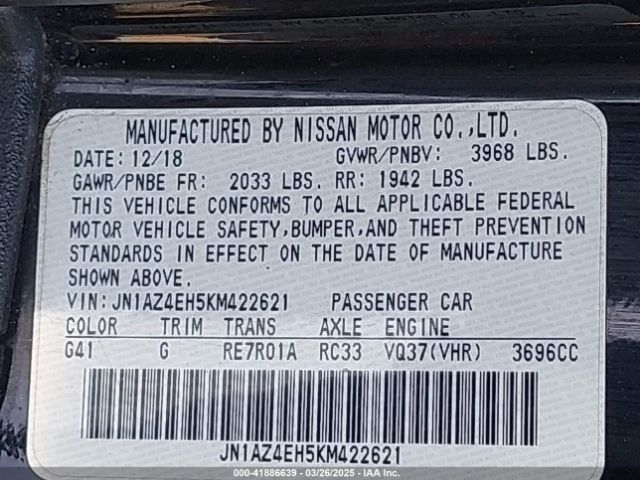 MANUFACTURED BY NISSAN MOTOR CO.,LTD.
DATE: 12/18 GVWR/PNBV: 3968 LBS.
GAWR/PNBE FR: 2033 LBS. RR: 1942 LBS.
THIS VEHICLE CONFORMS TO ALL APPLICABLE FEDERAL
MOTOR VEHICLE SAFETY,BUMPER,AND THEFT PREVENTION
STANDARDS IN EFFECT ON THE DATE OF MANUFACTURE
SHOWN ABOVE.
VIN: JN1AZ4EH5KM422621 PASSENGER CAR
COLOR TRIM TRANS AXLE ENGINE
G41 G RE7R01A RC33 VQ37(VHR) 3696CC
JN1AZ4EH5KM422621
000-41886639 - 03/26/2025 - IAA Inc.